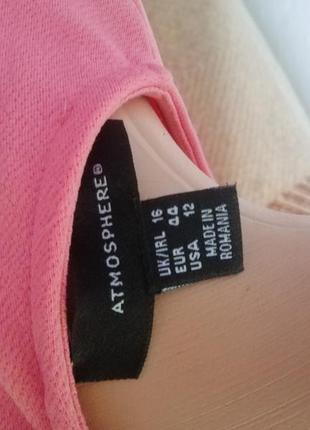 ATMOSPHERE®
UK/IRL 16
EUR 44
USA 12
MADE IN
ROMANIA